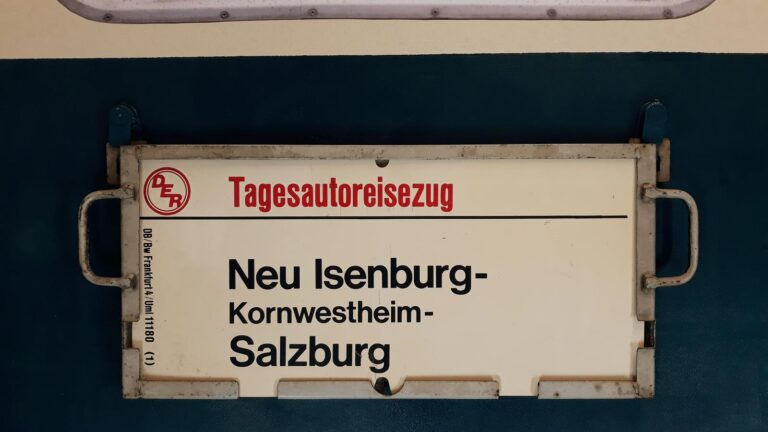 DER
Tagesautoreisezug
Neu Isenburg-
Kornwestheim-
Salzburg
DB/Bw Frankfurt 4/Uml 11180 (1)